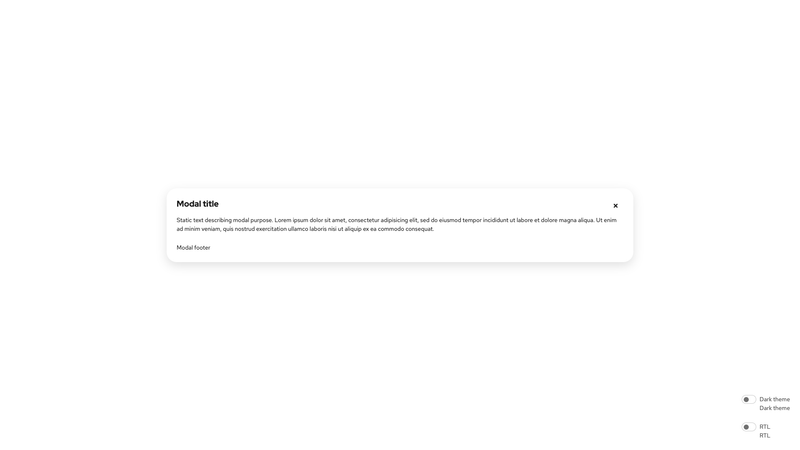 Modal title
Static text describing modal purpose. Lorem ipsum dolor sit amet, consectetur adipisicing elit, sed do eiusmod tempor incididunt ut labore et dolore magna aliqua. Ut enim
ad minim veniam, quis nostrud exercitation ullamco laboris nisi ut aliquip ex ea commodo consequat.
Modal footer
Dark theme
Dark theme
RTL
RTL